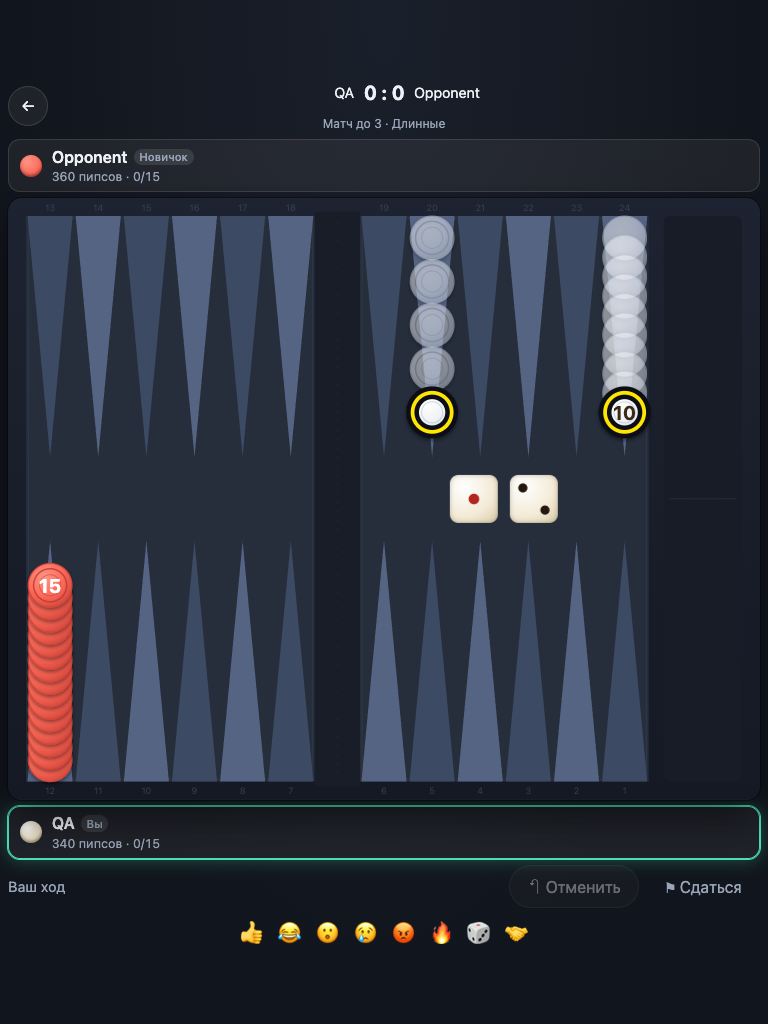 QA 0 : 0 Opponent
Матч до 3 · Длинные
Opponent Новичок
360 пипсов · 0/15
13 14 15 16 17 18 19 20 21 22 23 24
10
15
12 11 10 9 8 7 6 5 4 3 2 1
QA Вы
340 пипсов · 0/15
Ваш ход
Отменить
Сдаться